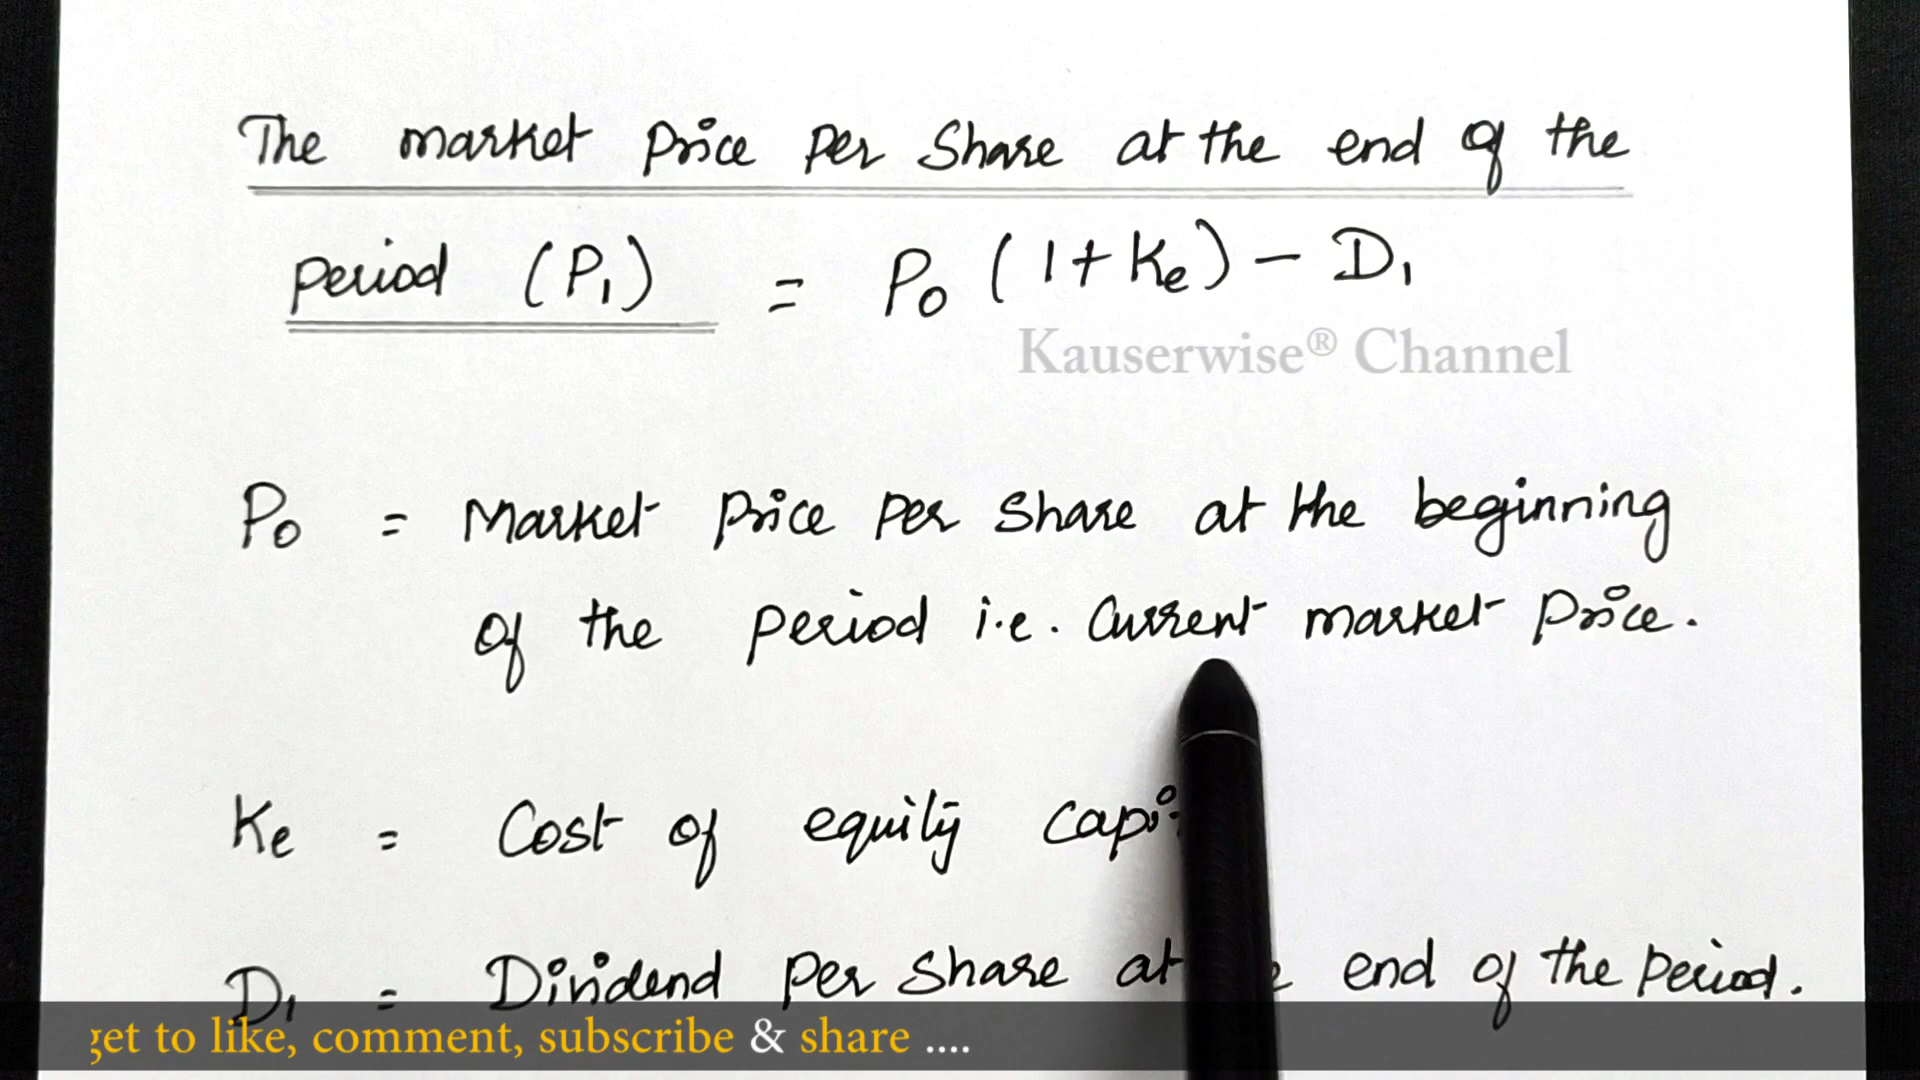 The market price per share at the end of the
period (P₁) = P₀ (1+Ke) - D₁
Kauserwise® Channel
P₀ = Market price per share at the beginning
of the period i.e. current market price.
Ke = Cost of equity
D₁ = Dividend per share at end of the period.
get to like, comment, subscribe & share ....